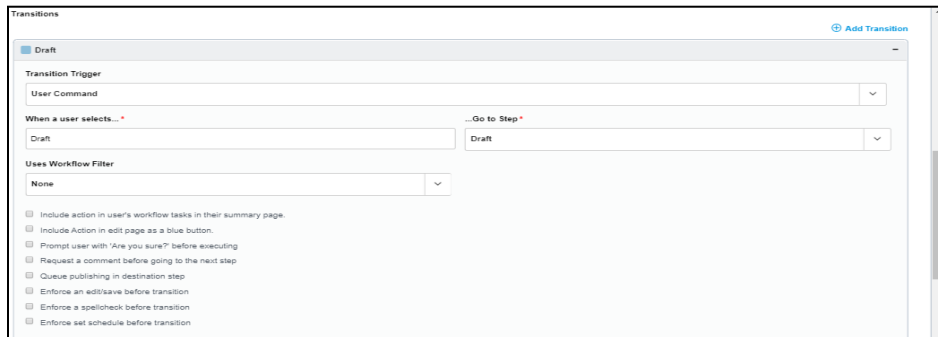 Transitions
Add Transition
Draft
Transition Trigger
User Command
When a user selects... *
...Go to Step *
Draft
Draft
Uses Workflow Filter
None
Include action in user's workflow tasks in their summary page.
Include Action in edit page as a blue button.
Prompt user with 'Are you sure?' before executing
Request a comment before going to the next step
Queue publishing in destination step
Enforce an edit/save before transition
Enforce a spellcheck before transition
Enforce set schedule before transition